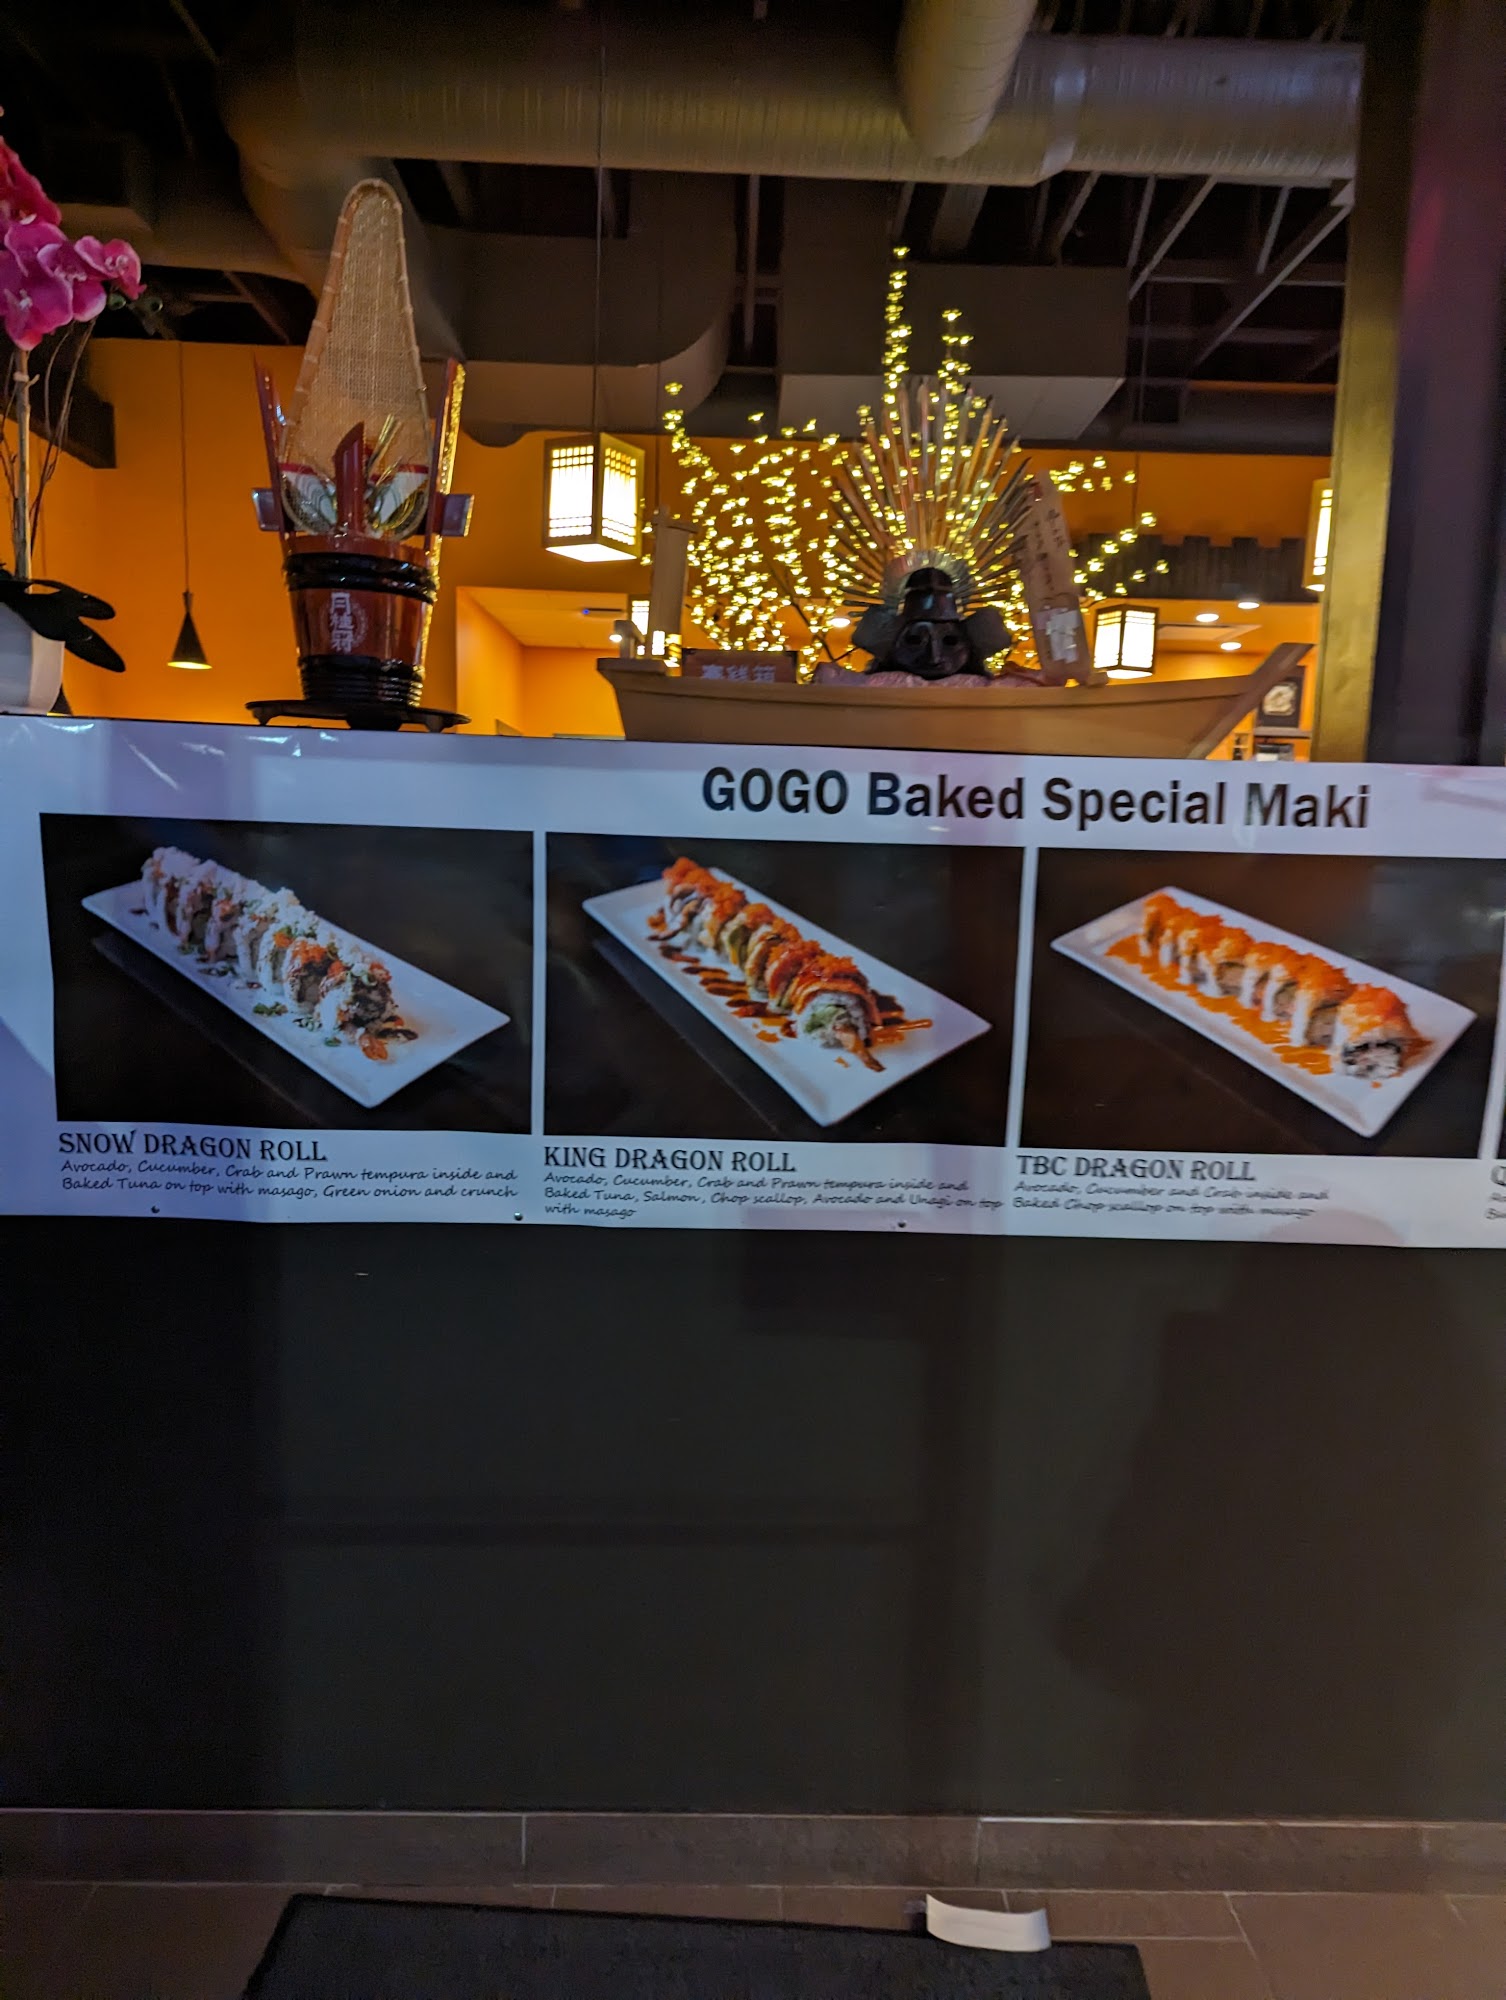 月桂冠
賽銭箱
GOGO Baked Special Maki
SNOW DRAGON ROLL
Avocado, Cucumber, Crab and Prawn tempura inside and
Baked Tuna on top with masago, Green onion and crunch
KING DRAGON ROLL
Avocado, Cucumber, Crab and Prawn tempura inside and
Baked Tuna, Salmon, Chop scallop, Avocado and Unagi on top
with masago
TBC DRAGON ROLL
Avocado, Cucumber and Crab inside and
Baked Chop scallop on top with masago